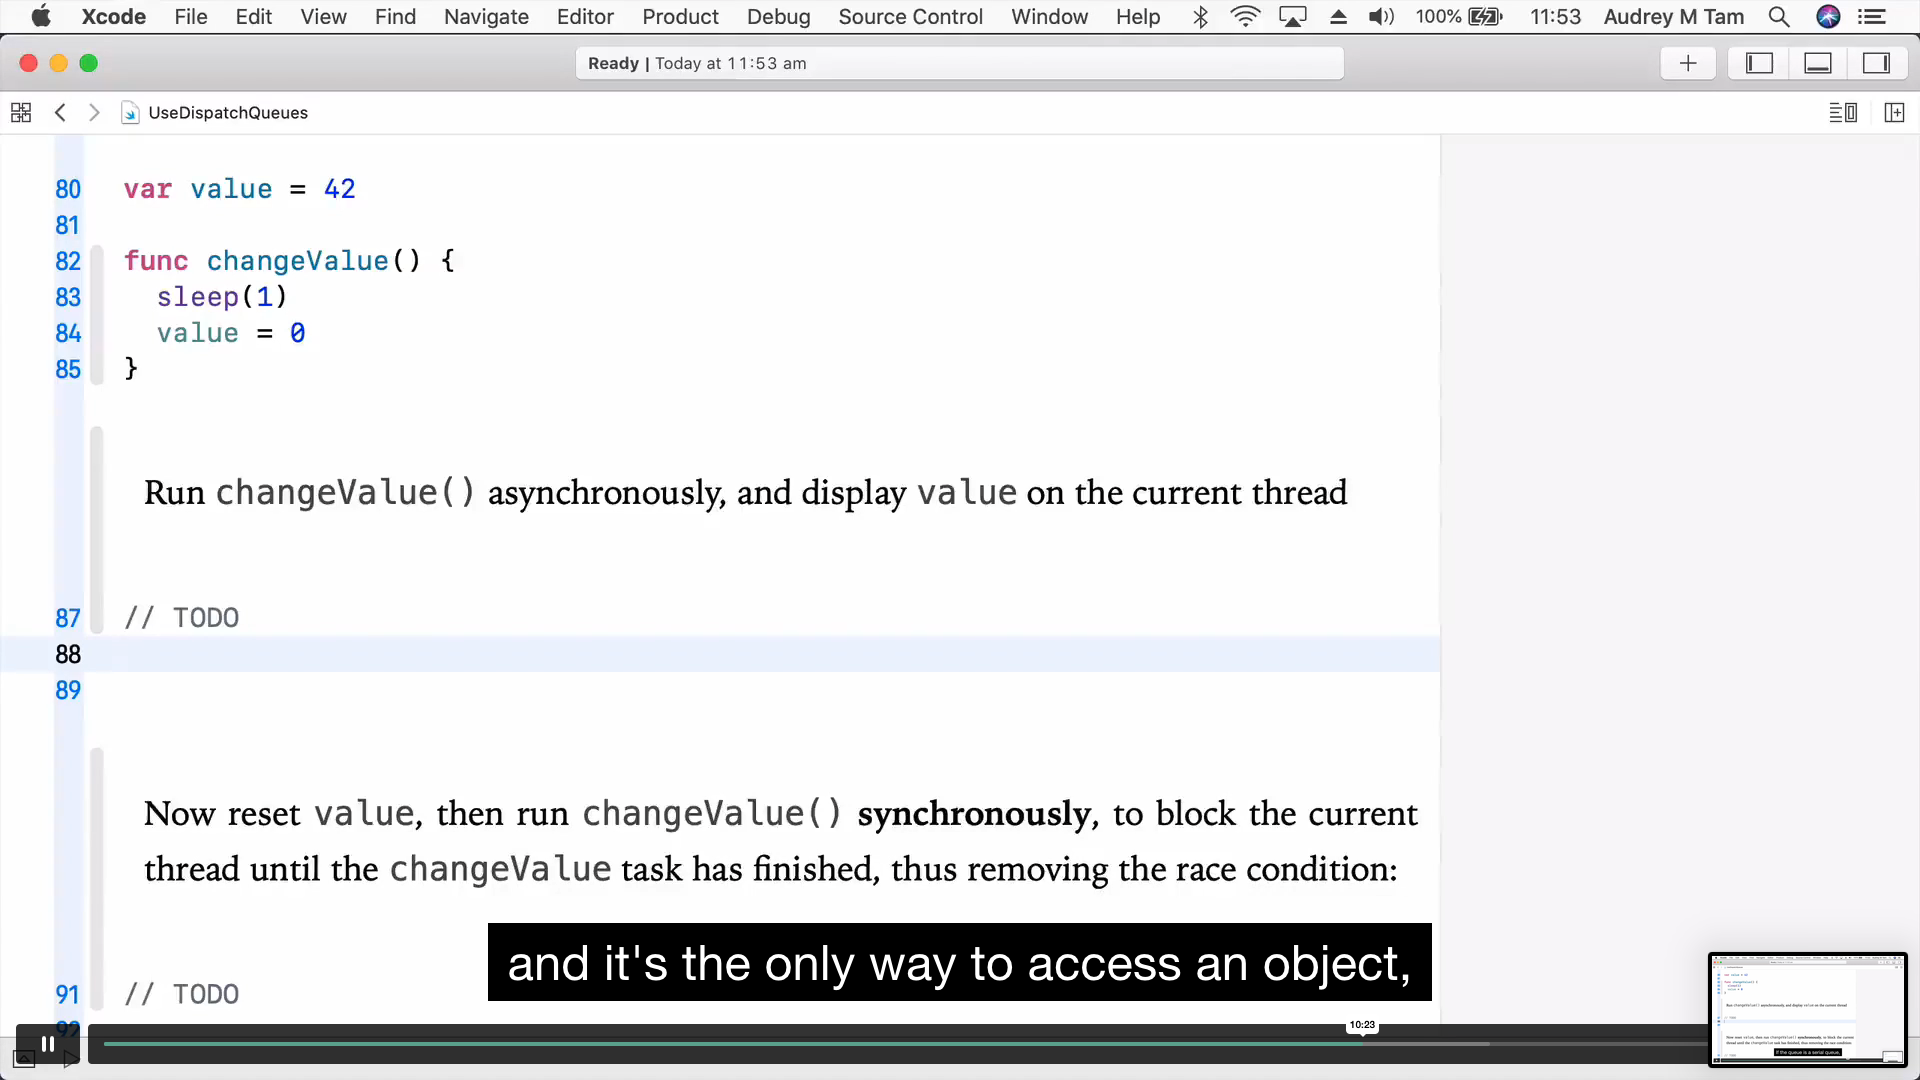 Xcode File Edit View Find Navigate Editor Product Debug Source Control Window Help 100% 11:53 Audrey M Tam
Ready | Today at 11:53 am
UseDispatchQueues
80 var value = 42
81
82 func changeValue() {
83 sleep(1)
84 value = 0
85 }
Run changeValue() asynchronously, and display value on the current thread
87 // TODO
88
89
Now reset value, then run changeValue() synchronously, to block the current
thread until the changeValue task has finished, thus removing the race condition:
and it's the only way to access an object,
91 // TODO
92
10:23